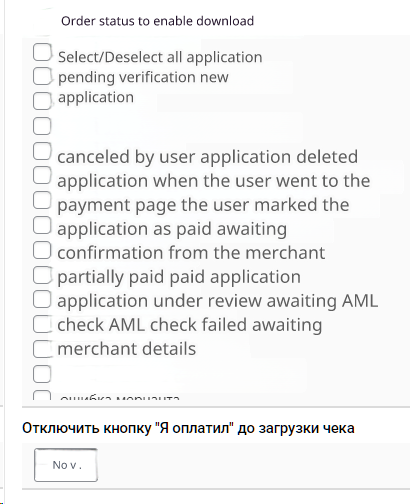 Order status to enable download
Select/Deselect all application
pending verification new
application
canceled by user application deleted
application when the user went to the
payment page the user marked the
application as paid awaiting
confirmation from the merchant
partially paid paid application
application under review awaiting AML
check AML check failed awaiting
merchant details
ошибка мерчанта
Отключить кнопку "Я оплатил" до загрузки чека
No v .